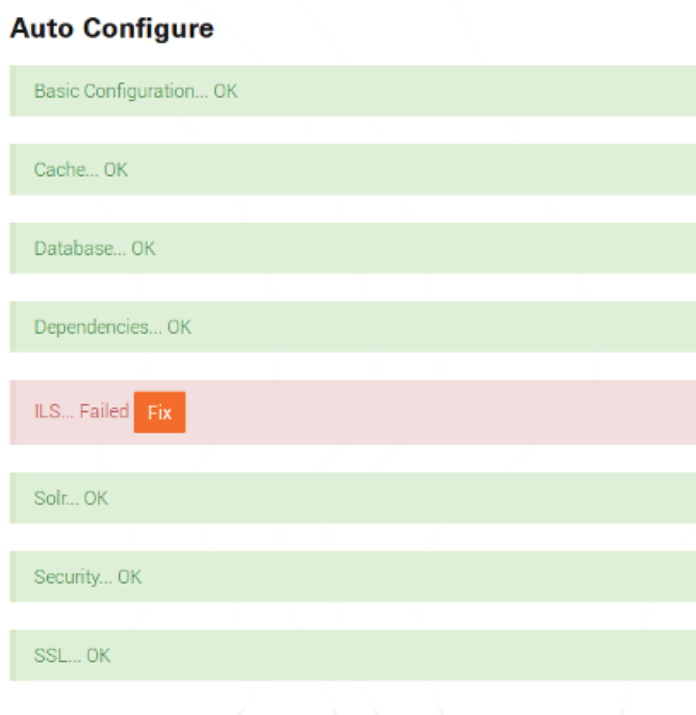 Auto Configure
Basic Configuration... OK
Cache... OK
Database... OK
Dependencies... OK
ILS... Failed Fix
Solr... OK
Security... OK
SSL... OK